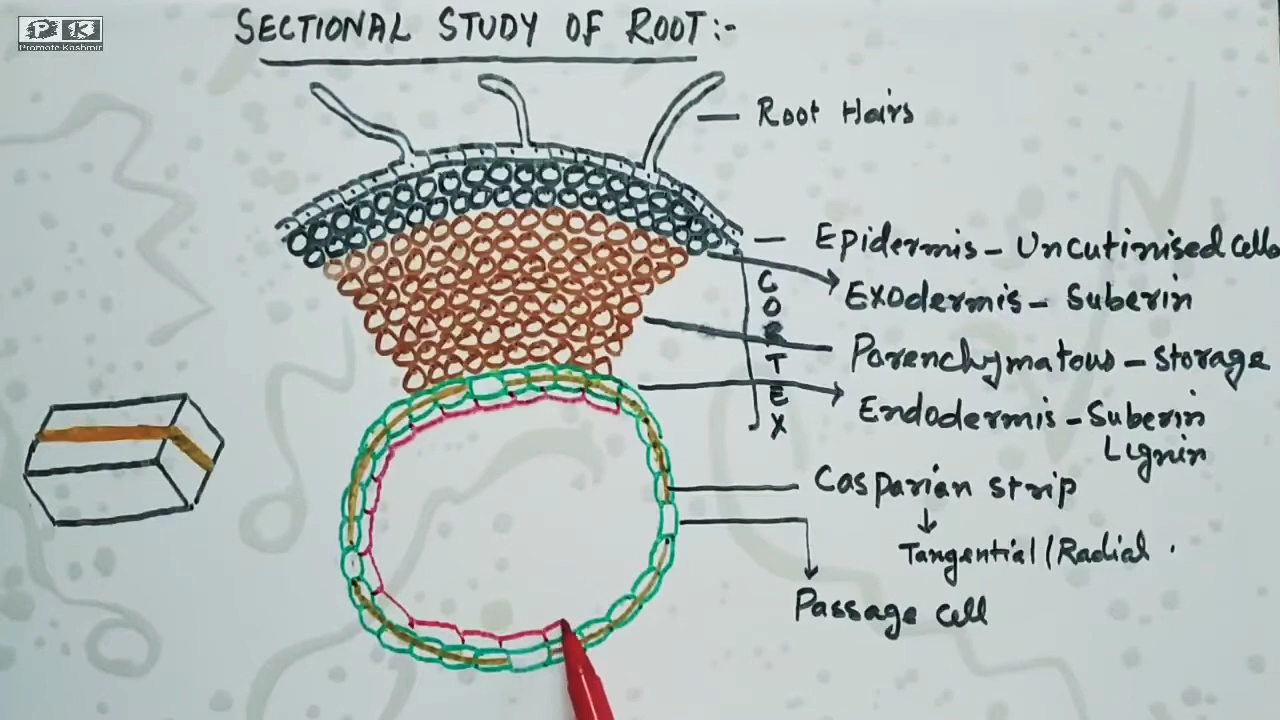 PK
Promote Kashmir
SECTIONAL STUDY OF ROOT:-
Root Hairs
Epidermis - Uncutinised cells
Exodermis - Suberin
CORTEX
Parenchymatous - storage
Endodermis - Suberin
Lignin
Casparian strip
Tangential / Radial
Passage cell